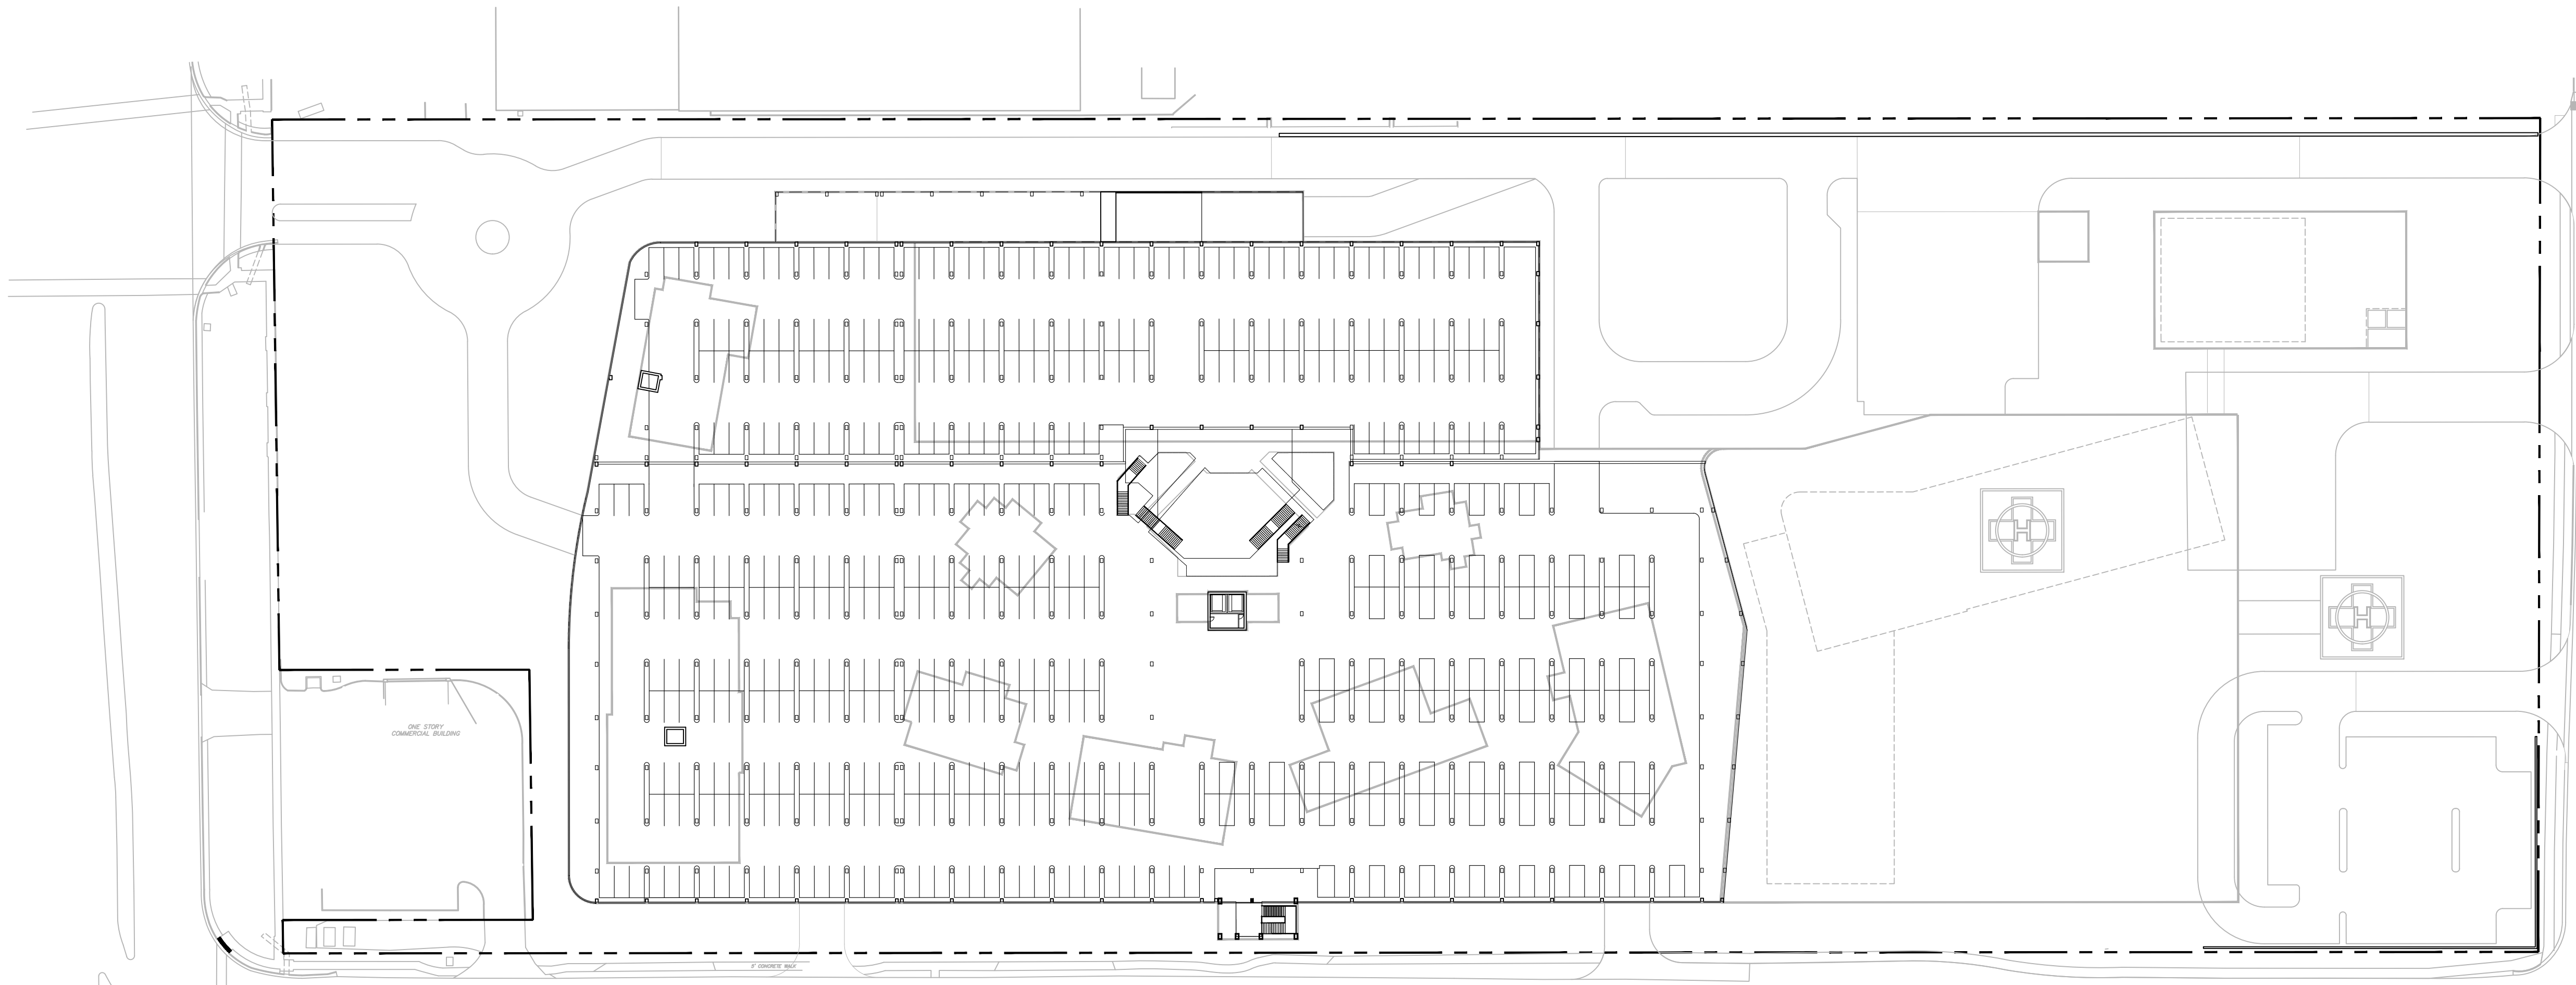 H
H
ONE STORY
COMMERCIAL BUILDING
5' CONCRETE WALK